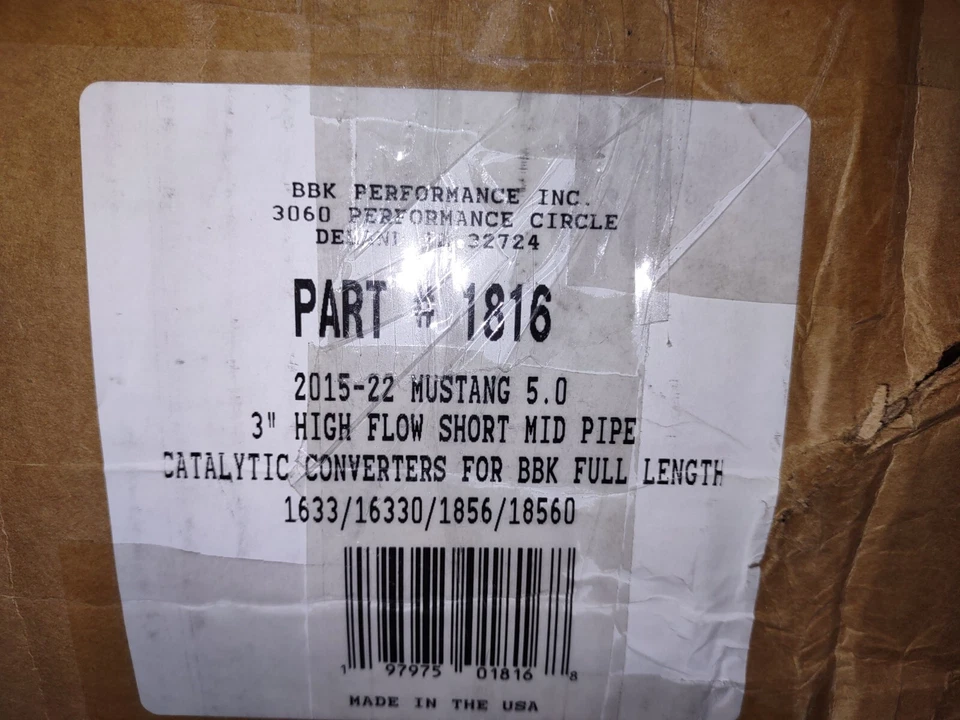 BBK PERFORMANCE INC.
3060 PERFORMANCE CIRCLE
32724
PART # 1816
2015-22 MUSTANG 5.0
3" HIGH FLOW SHORT MID PIPE
CATALYTIC CONVERTERS FOR BBK FULL LENGTH
1633/16330/1856/18560
1 97975 01816 8
MADE IN THE USA